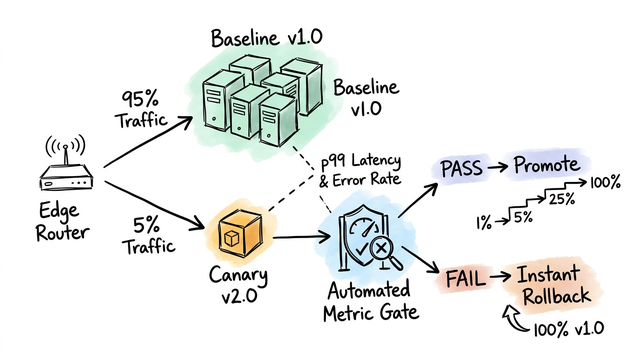 Baseline v1.0
Baseline
v1.0
95%
Traffic
Edge
Router
5%
Traffic
p99 Latency
& Error Rate
Canary
v2.0
Automated
Metric Gate
PASS
Promote
1%
5%
25%
100%
FAIL
Instant
Rollback
100% v1.0